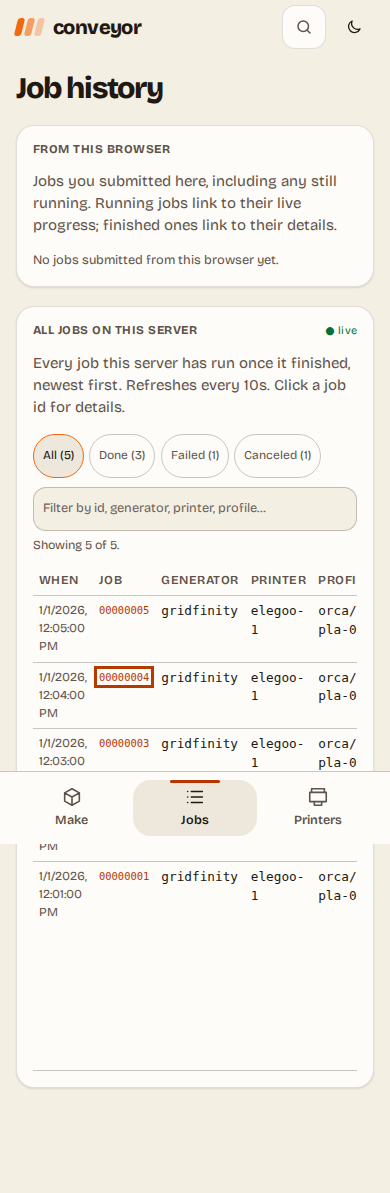 conveyor
Job history
FROM THIS BROWSER
Jobs you submitted here, including any still
running. Running jobs link to their live
progress; finished ones link to their details.
No jobs submitted from this browser yet.
ALL JOBS ON THIS SERVER
live
Every job this server has run once it finished,
newest first. Refreshes every 10s. Click a job
id for details.
All (5) Done (3) Failed (1) Canceled (1)
Filter by id, generator, printer, profile…
Showing 5 of 5.
WHEN JOB GENERATOR PRINTER PROFI
1/1/2026, 00000005 gridfinity elegoo- orca/
12:05:00 1 pla-0
PM
1/1/2026, 00000004 gridfinity elegoo- orca/
12:04:00 1 pla-0
PM
1/1/2026, 00000003 gridfinity elegoo- orca/
12:03:00 1 pla-0
Make Jobs Printers
PM
1/1/2026, 00000001 gridfinity elegoo- orca/
12:01:00 1 pla-0
PM